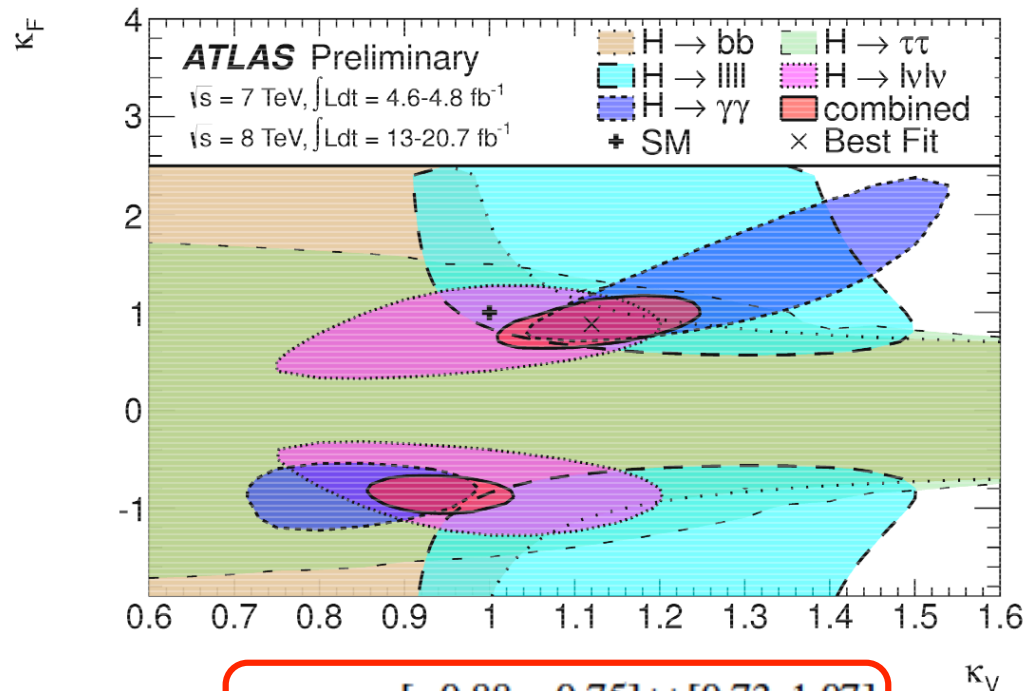 κ_F
4
3
2
1
0
-1
ATLAS Preliminary
√s = 7 TeV, ∫Ldt = 4.6-4.8 fb⁻¹
√s = 8 TeV, ∫Ldt = 13-20.7 fb⁻¹
H → bb
H → ττ
H → llll
H → lνlν
H → γγ
combined
SM
Best Fit
0.6 0.7 0.8 0.9 1 1.1 1.2 1.3 1.4 1.5 1.6
κ_V